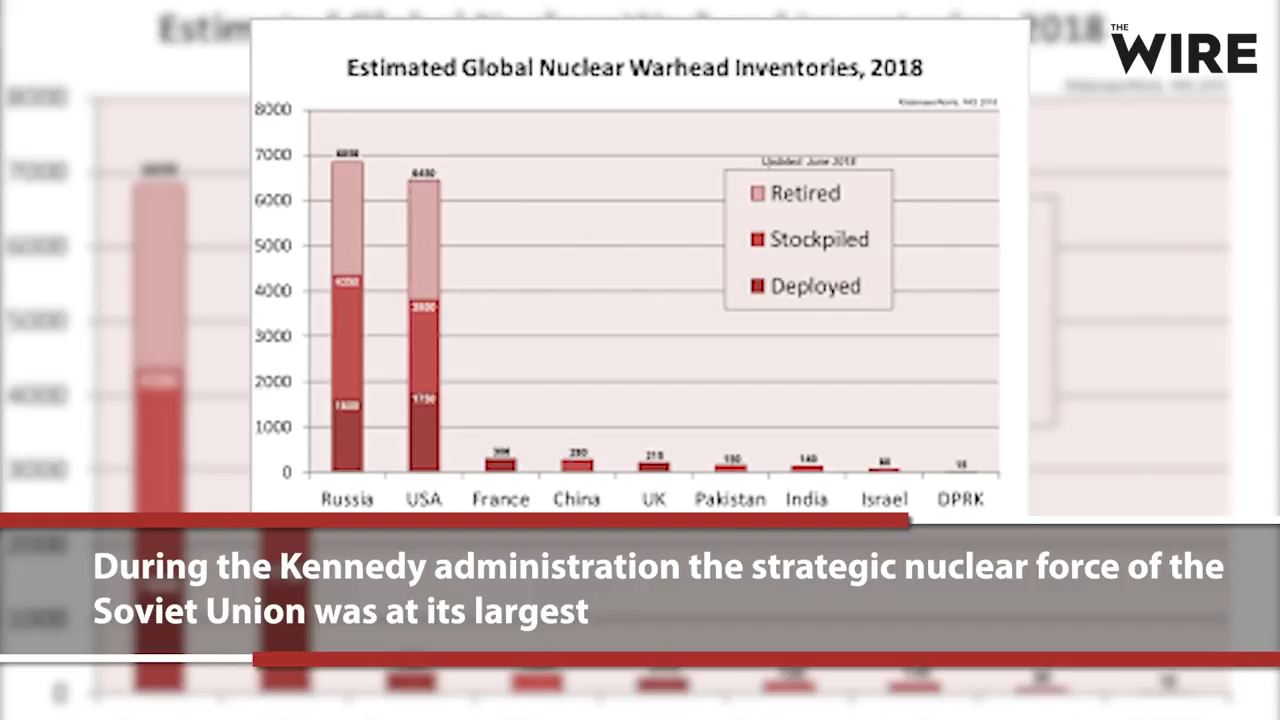 THE
WIRE
Estimated Global Nuclear Warhead Inventories, 2018
8000
7000
6000
5000
4000
3000
2000
1000
0
Updated: June 2018
Retired
Stockpiled
Deployed
6450
3800
1750
300
280
215
150
140
80
15
Russia USA France China UK Pakistan India Israel DPRK
During the Kennedy administration the strategic nuclear force of the
Soviet Union was at its largest